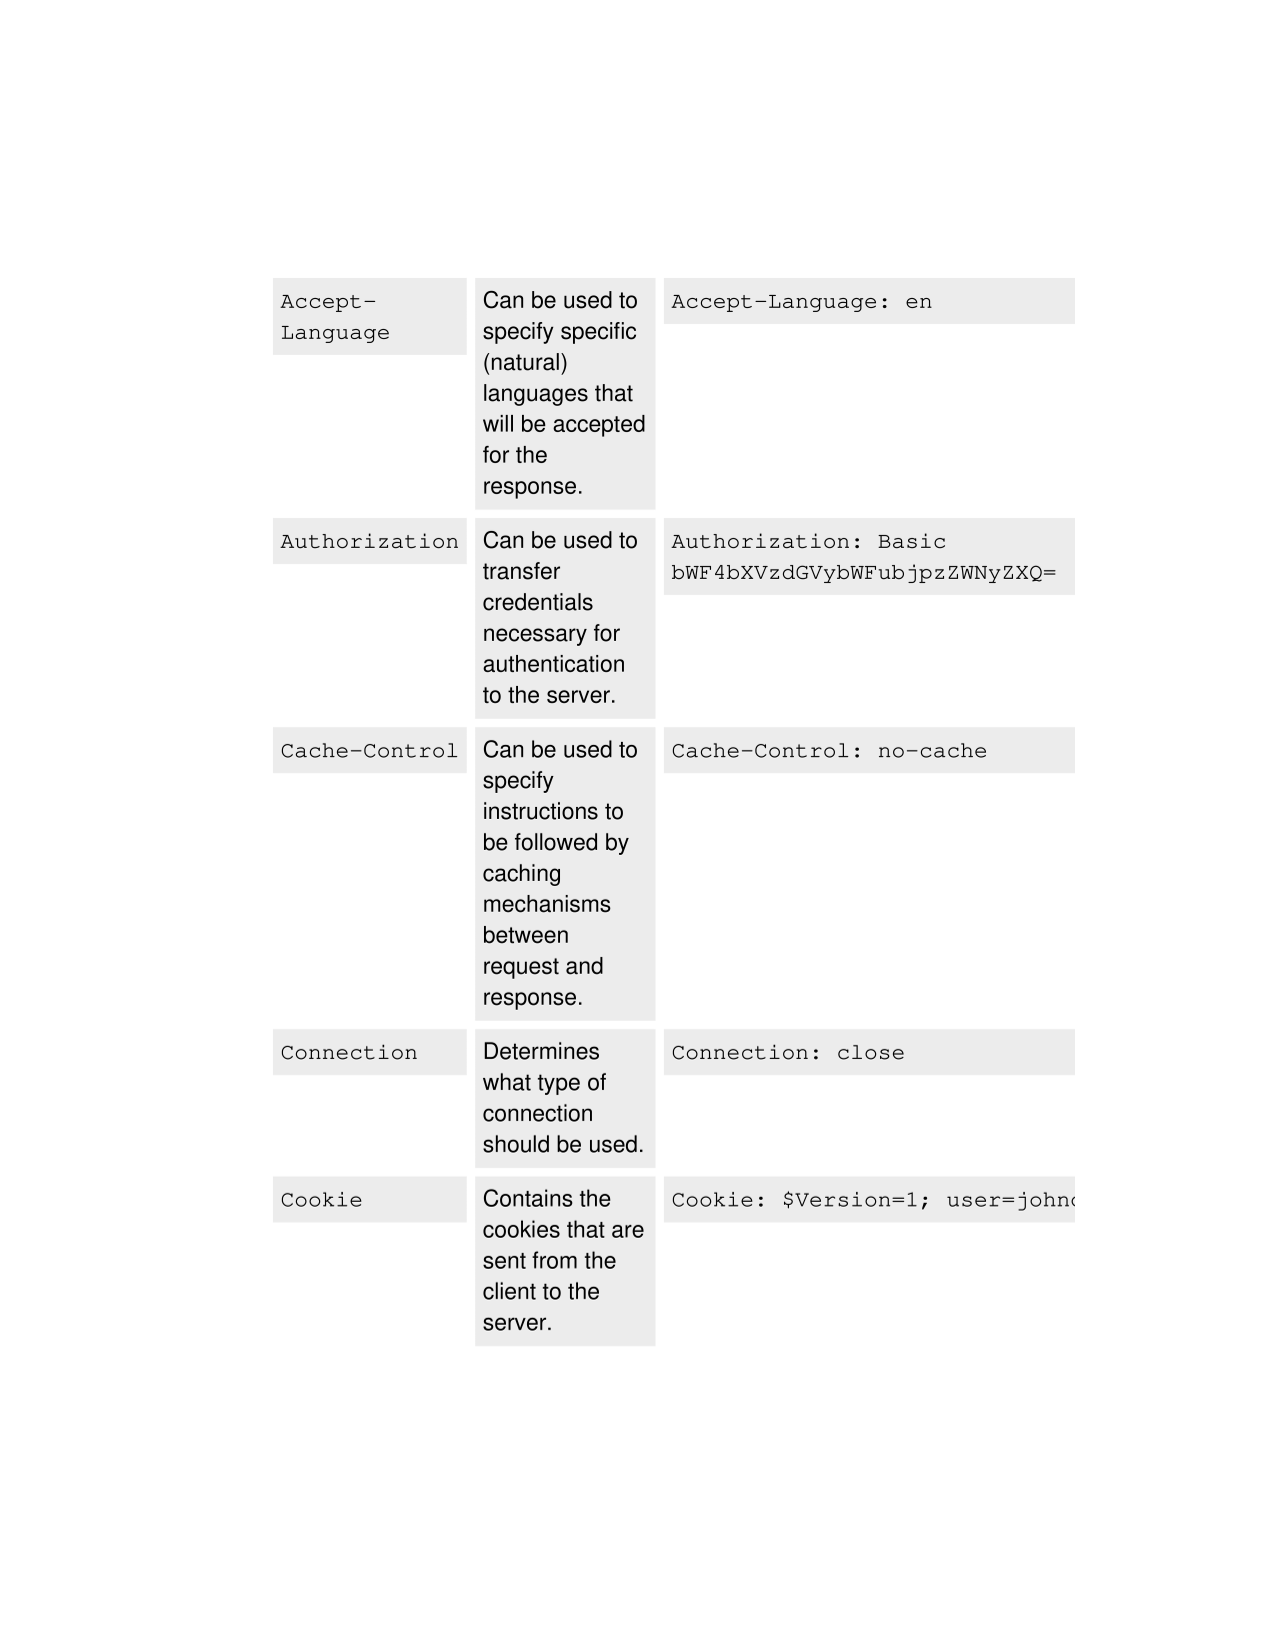 Accept-
Language
Can be used to
specify specific
(natural)
languages that
will be accepted
for the
response.
Accept-Language: en
Authorization
Can be used to
transfer
credentials
necessary for
authentication
to the server.
Authorization: Basic
bWF4bXVzdGVybWFubjpzZWNyZXQ=
Cache-Control
Can be used to
specify
instructions to
be followed by
caching
mechanisms
between
request and
response.
Cache-Control: no-cache
Connection
Determines
what type of
connection
should be used.
Connection: close
Cookie
Contains the
cookies that are
sent from the
client to the
server.
Cookie: $Version=1;